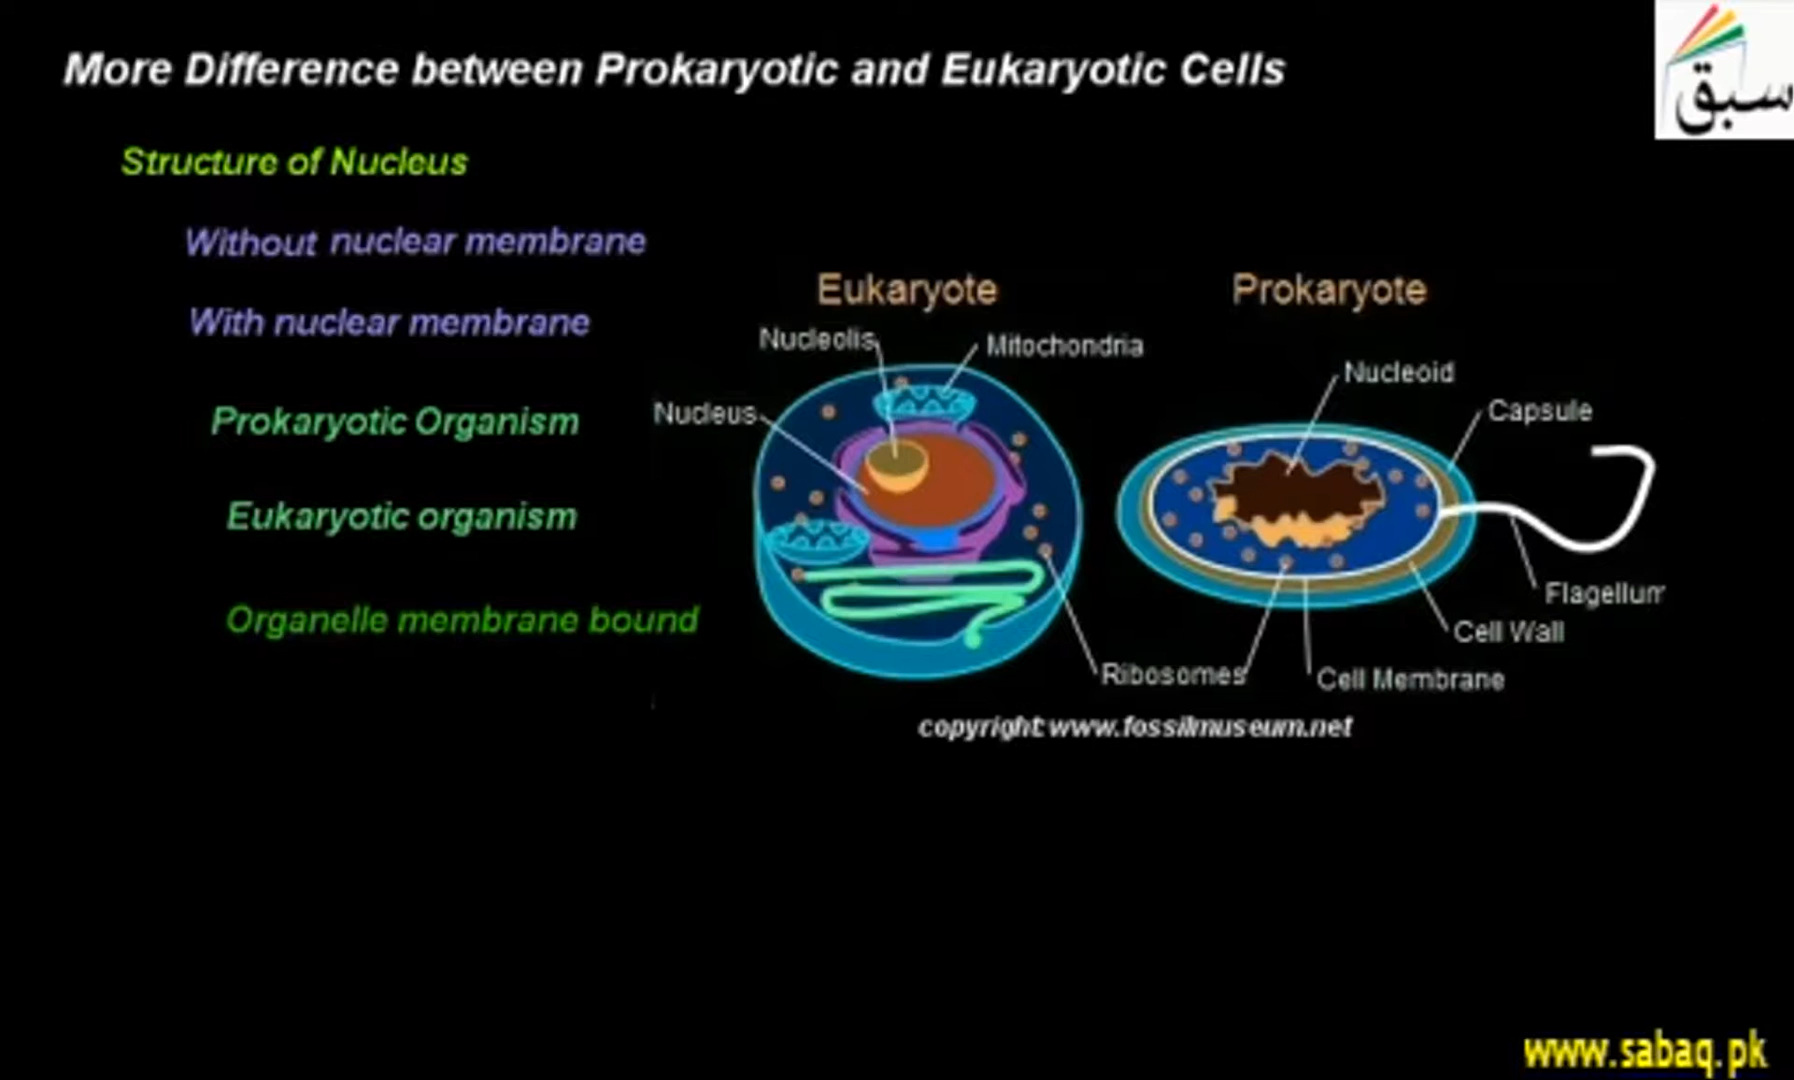 More Difference between Prokaryotic and Eukaryotic Cells
سبق
Structure of Nucleus
Without nuclear membrane
With nuclear membrane
Prokaryotic Organism
Eukaryotic organism
Organelle membrane bound
Eukaryote
Prokaryote
Nucleolis
Mitochondria
Nucleus
Nucleoid
Capsule
Flagellum
Cell Wall
Ribosomes
Cell Membrane
copyright:www.fossilmuseum.net
www.sabaq.pk